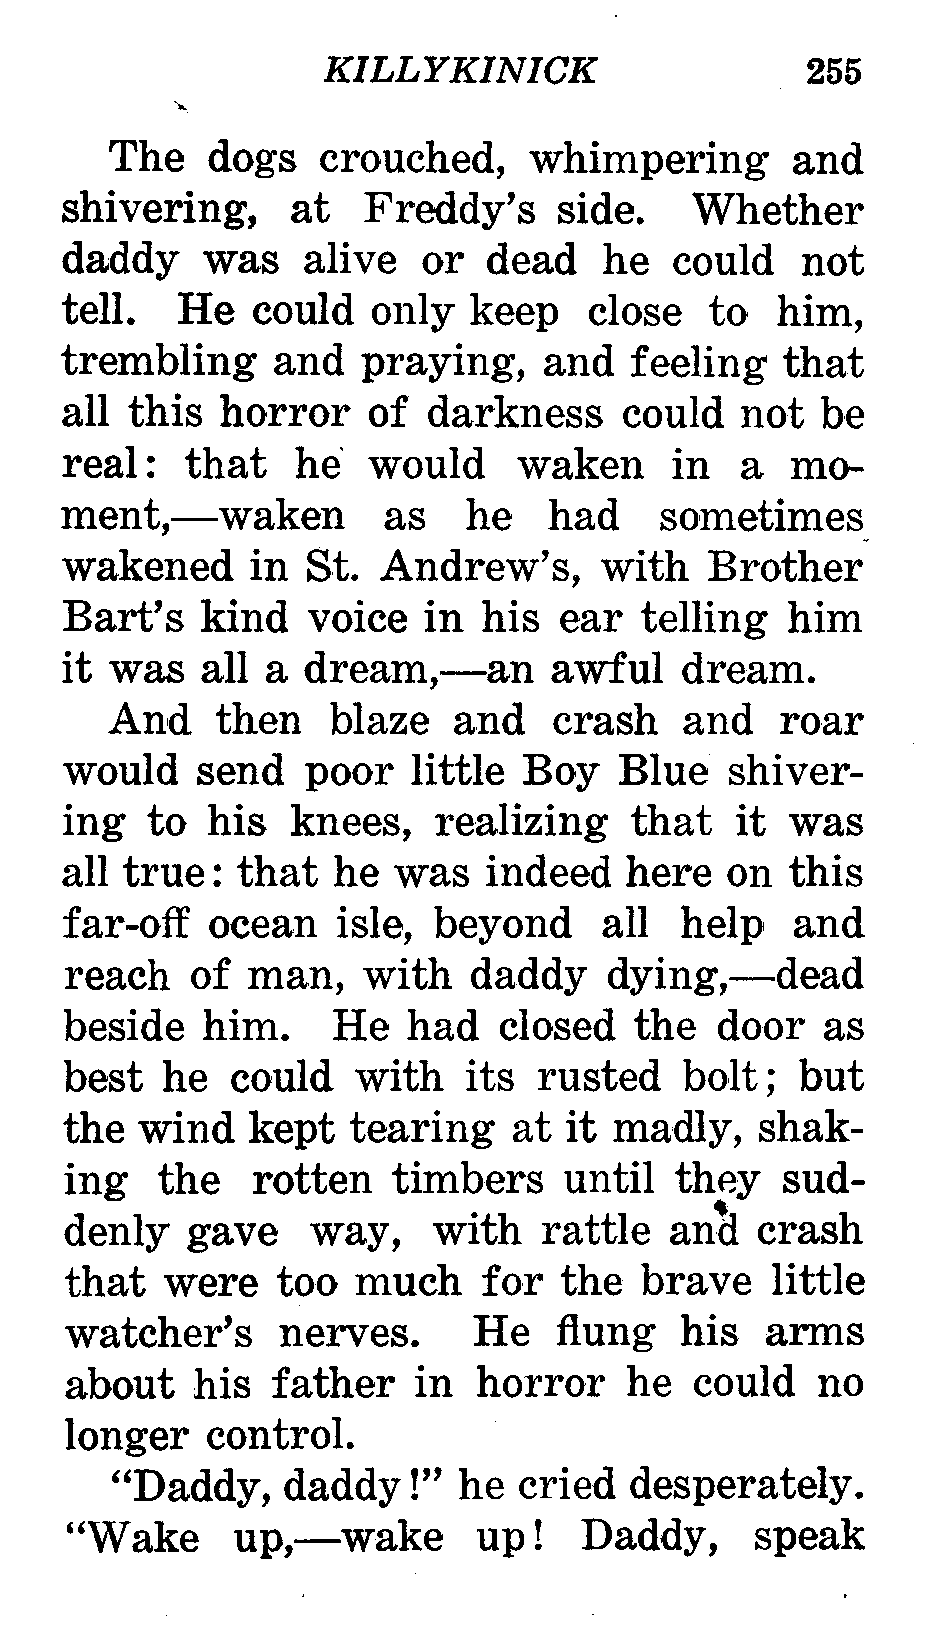 KILLYKINICK 255
The dogs crouched, whimpering and
shivering, at Freddy's side. Whether
daddy was alive or dead he could not
tell. He could only keep close to him,
trembling and praying, and feeling that
all this horror of darkness could not be
real: that he would waken in a mo-
ment,—waken as he had sometimes
wakened in St. Andrew's, with Brother
Bart's kind voice in his ear telling him
it was all a dream,—an awful dream.
And then blaze and crash and roar
would send poor little Boy Blue shiver-
ing to his knees, realizing that it was
all true: that he was indeed here on this
far-off ocean isle, beyond all help and
reach of man, with daddy dying,—dead
beside him. He had closed the door as
best he could with its rusted bolt; but
the wind kept tearing at it madly, shak-
ing the rotten timbers until they sud-
denly gave way, with rattle and crash
that were too much for the brave little
watcher's nerves. He flung his arms
about his father in horror he could no
longer control.
"Daddy, daddy!" he cried desperately.
"Wake up,—wake up! Daddy, speak